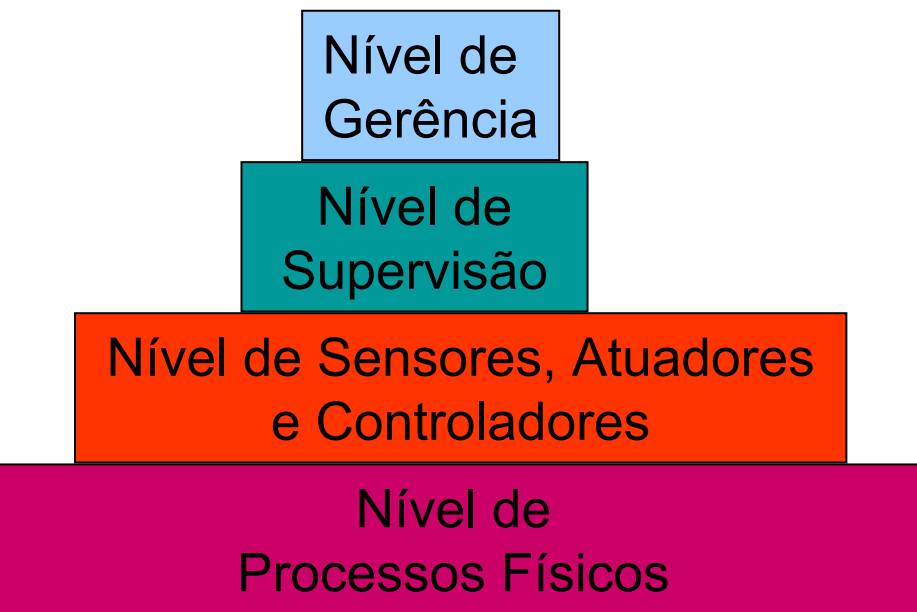 Nível de
Gerência
Nível de
Supervisão
Nível de Sensores, Atuadores
e Controladores
Nível de
Processos Físicos